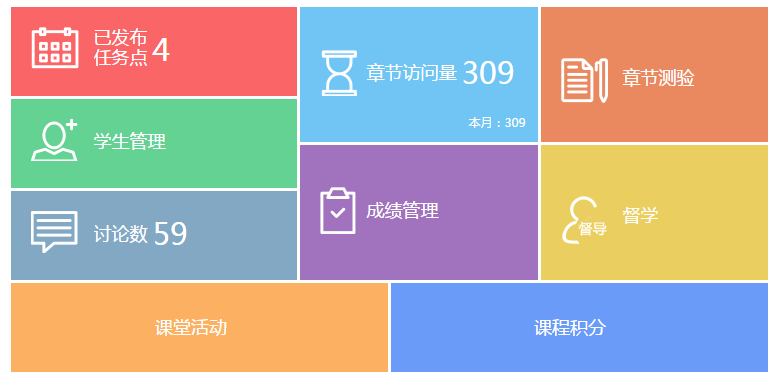 已发布
任务点 4
学生管理
讨论数 59
章节访问量 309
本月：309
成绩管理
章节测验
督导
督学
课堂活动
课程积分